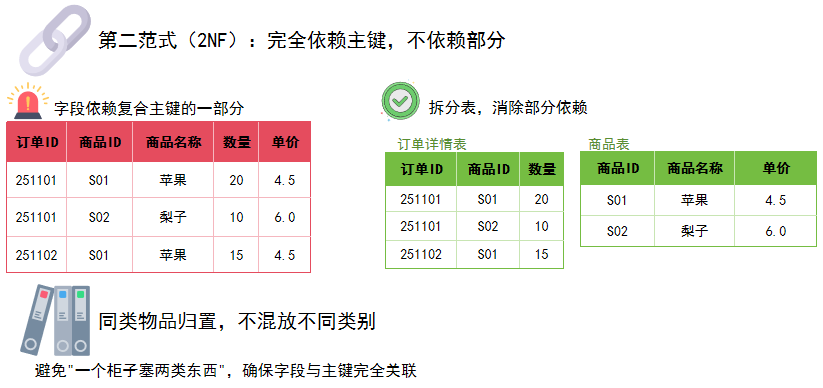 第二范式（2NF）：完全依赖主键，不依赖部分
字段依赖复合主键的一部分
订单ID 商品ID 商品名称 数量 单价
251101 S01 苹果 20 4.5
251101 S02 梨子 10 6.0
251102 S01 苹果 15 4.5
拆分表，消除部分依赖
订单详情表
订单ID 商品ID 数量
251101 S01 20
251101 S02 10
251102 S01 15
商品表
商品ID 商品名称 单价
S01 苹果 4.5
S02 梨子 6.0
同类物品归置，不混放不同类别
避免"一个柜子塞两类东西"，确保字段与主键完全关联